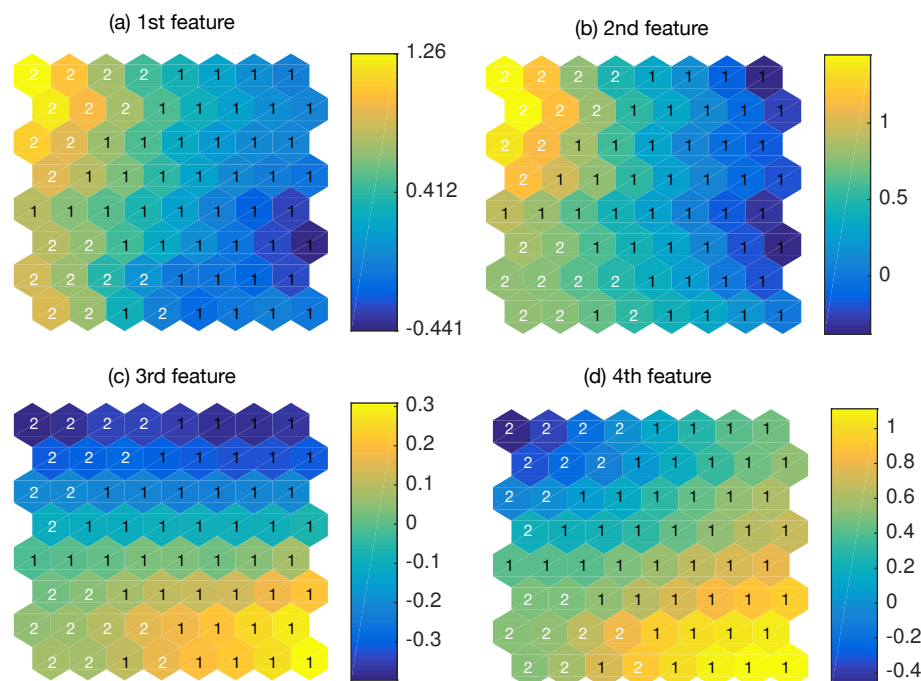 (a) 1st feature
2 2 2 2 1 1 1 1
2 2 2 1 1 1 1 1
2 2 1 1 1 1 1 1
2 1 1 1 1 1 1 1
1 1 1 1 1 1 1 1
2 2 1 1 1 1 1 1
2 2 2 2 1 1 1 1
2 2 1 2 1 1 1 1
1.26
0.412
-0.441
(b) 2nd feature
2 2 2 2 1 1 1 1
2 2 2 1 1 1 1 1
2 2 1 1 1 1 1 1
2 1 1 1 1 1 1 1
1 1 1 1 1 1 1 1
2 2 1 1 1 1 1 1
2 2 2 2 1 1 1 1
2 2 1 2 1 1 1 1
1
0.5
0
(c) 3rd feature
2 2 2 2 1 1 1 1
2 2 2 1 1 1 1 1
2 2 1 1 1 1 1 1
2 1 1 1 1 1 1 1
1 1 1 1 1 1 1 1
2 2 1 1 1 1 1 1
2 2 2 2 1 1 1 1
2 2 1 2 1 1 1 1
0.3
0.2
0.1
0
-0.1
-0.2
-0.3
(d) 4th feature
2 2 2 2 1 1 1 1
2 2 2 1 1 1 1 1
2 2 1 1 1 1 1 1
2 1 1 1 1 1 1 1
1 1 1 1 1 1 1 1
2 2 1 1 1 1 1 1
2 2 2 2 1 1 1 1
2 2 1 2 1 1 1 1
1
0.8
0.6
0.4
0.2
0
-0.2
-0.4